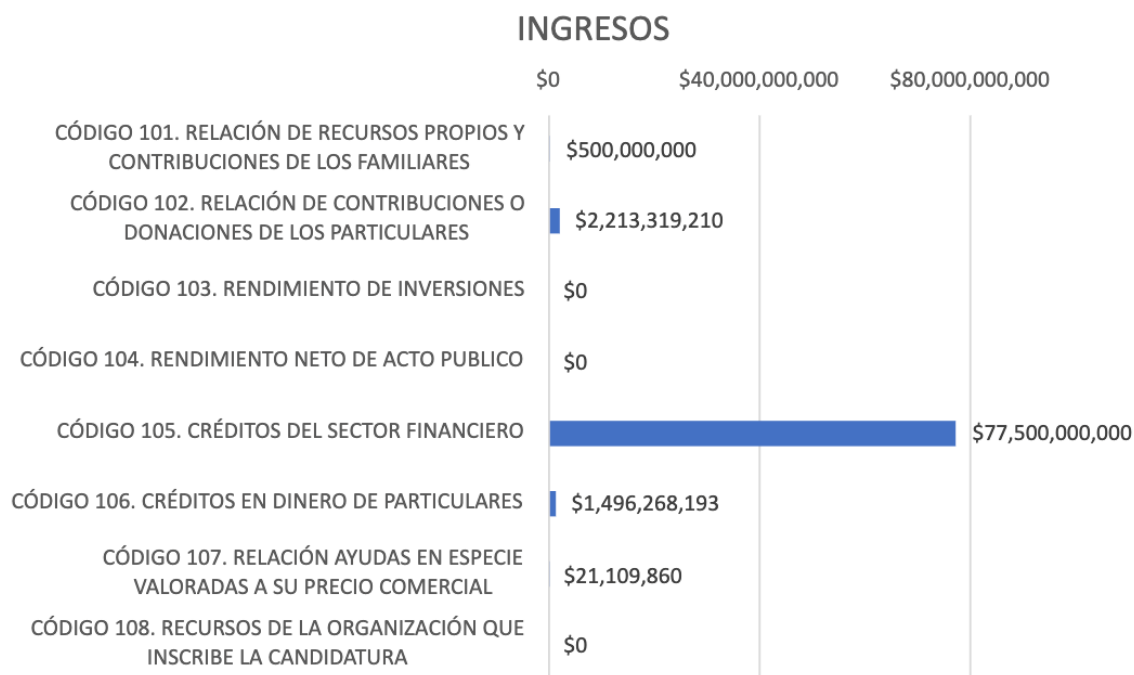 INGRESOS
$0 $40,000,000,000 $80,000,000,000
CÓDIGO 101. RELACIÓN DE RECURSOS PROPIOS Y
CONTRIBUCIONES DE LOS FAMILIARES
$500,000,000
CÓDIGO 102. RELACIÓN DE CONTRIBUCIONES O
DONACIONES DE LOS PARTICULARES
$2,213,319,210
CÓDIGO 103. RENDIMIENTO DE INVERSIONES
$0
CÓDIGO 104. RENDIMIENTO NETO DE ACTO PUBLICO
$0
CÓDIGO 105. CRÉDITOS DEL SECTOR FINANCIERO
$77,500,000,000
CÓDIGO 106. CRÉDITOS EN DINERO DE PARTICULARES
$1,496,268,193
CÓDIGO 107. RELACIÓN AYUDAS EN ESPECIE
VALORADAS A SU PRECIO COMERCIAL
$21,109,860
CÓDIGO 108. RECURSOS DE LA ORGANIZACIÓN QUE
INSCRIBE LA CANDIDATURA
$0